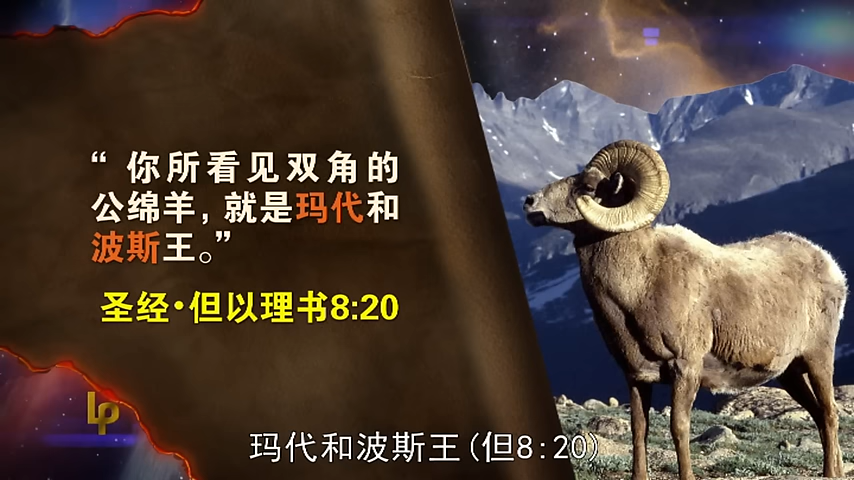 “ 你所看见双角的
公绵羊，就是玛代和
波斯王。”
圣经•但以理书8:20
Lp
玛代和波斯王(但8:20)